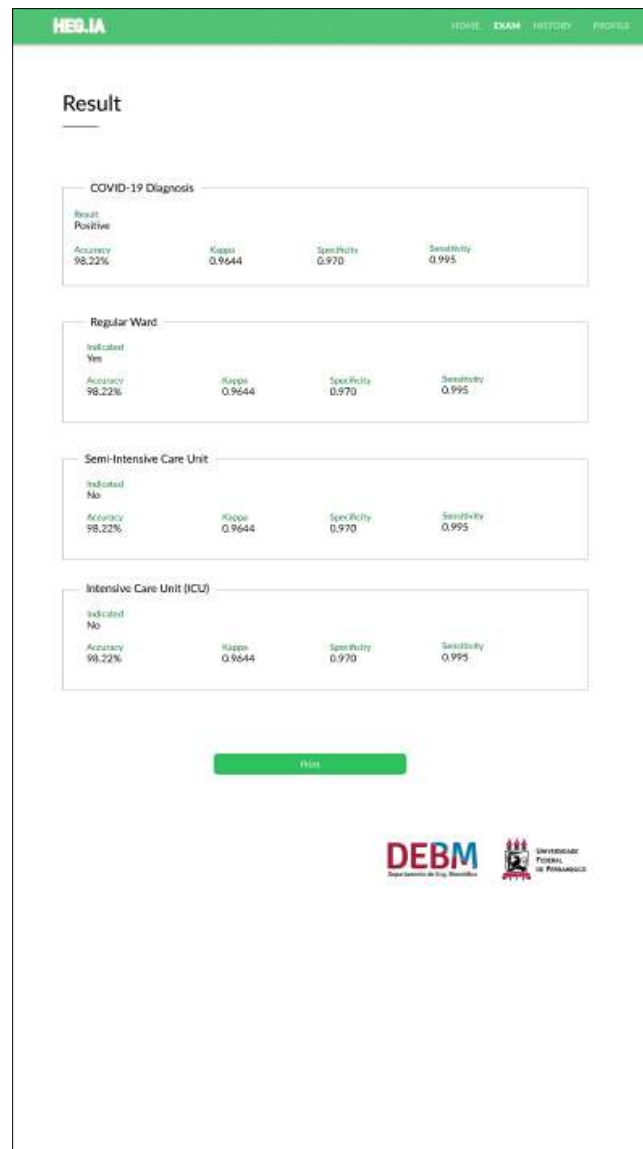 HEG.IA
HOME EXAM HISTORY PROFILE
Result
COVID-19 Diagnosis
Result
Positive
Accuracy Kappa Specificity Sensitivity
98.22% 0.9644 0.970 0.995
Regular Ward
Indicated
Yes
Accuracy Kappa Specificity Sensitivity
98.22% 0.9644 0.970 0.995
Semi-Intensive Care Unit
Indicated
No
Accuracy Kappa Specificity Sensitivity
98.22% 0.9644 0.970 0.995
Intensive Care Unit (ICU)
Indicated
No
Accuracy Kappa Specificity Sensitivity
98.22% 0.9644 0.970 0.995
Print
DEBM
Departamento de Eng. Biomédica
Universidade
Federal
de Pernambuco